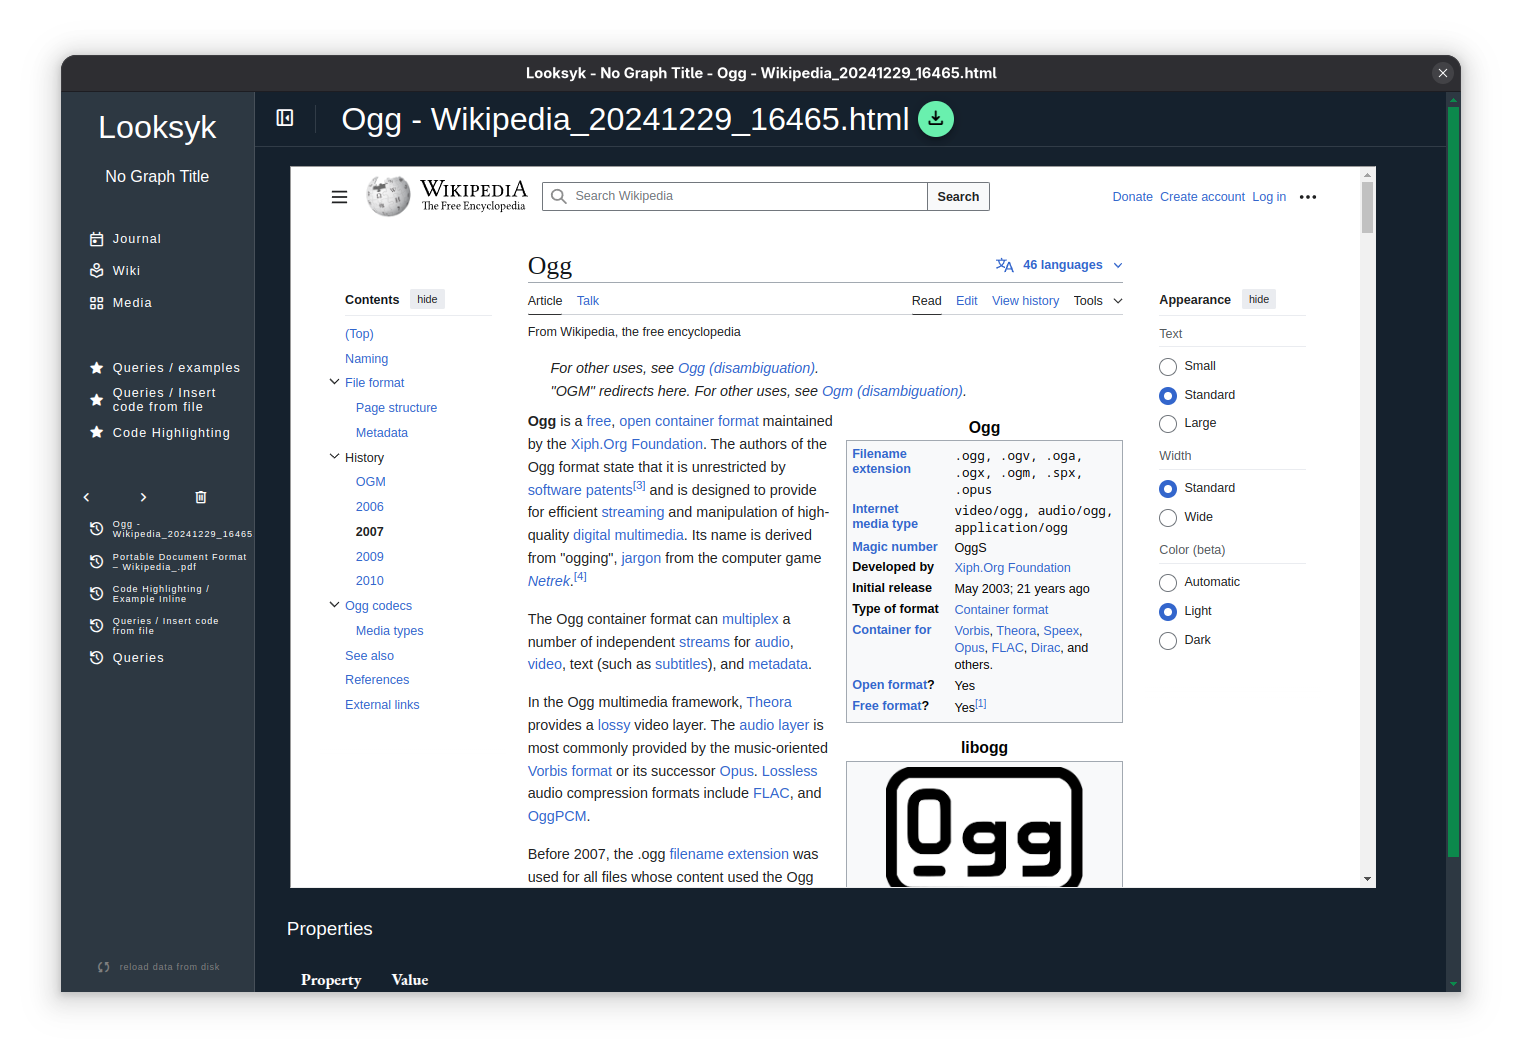 Looksyk - No Graph Title - Ogg - Wikipedia_20241229_16465.html
Looksyk
No Graph Title
Journal
Wiki
Media
Queries / examples
Queries / Insert
code from file
Code Highlighting
Ogg -
Wikipedia_20241229_16465
Portable Document Format
– Wikipedia_.pdf
Code Highlighting /
Example Inline
Queries / Insert code
from file
Queries
reload data from disk
Ogg - Wikipedia_20241229_16465.html
WIKIPEDIA
The Free Encyclopedia
Search Wikipedia
Search
Donate Create account Log in
Contents hide
(Top)
Naming
File format
Page structure
Metadata
History
OGM
2006
2007
2009
2010
Ogg codecs
Media types
See also
References
External links
Ogg
46 languages
Article Talk
Read Edit View history Tools
From Wikipedia, the free encyclopedia
For other uses, see Ogg (disambiguation).
"OGM" redirects here. For other uses, see Ogm (disambiguation).
Ogg is a free, open container format maintained
by the Xiph.Org Foundation. The authors of the
Ogg format state that it is unrestricted by
software patents[3] and is designed to provide
for efficient streaming and manipulation of high-
quality digital multimedia. Its name is derived
from "ogging", jargon from the computer game
Netrek.[4]
The Ogg container format can multiplex a
number of independent streams for audio,
video, text (such as subtitles), and metadata.
In the Ogg multimedia framework, Theora
provides a lossy video layer. The audio layer is
most commonly provided by the music-oriented
Vorbis format or its successor Opus. Lossless
audio compression formats include FLAC, and
OggPCM.
Before 2007, the .ogg filename extension was
used for all files whose content used the Ogg
Ogg
Filename
extension
.ogg, .ogv, .oga,
.ogx, .ogm, .spx,
.opus
Internet
media type
video/ogg, audio/ogg,
application/ogg
Magic number OggS
Developed by Xiph.Org Foundation
Initial release May 2003; 21 years ago
Type of format Container format
Container for Vorbis, Theora, Speex,
Opus, FLAC, Dirac, and
others.
Open format? Yes
Free format? Yes[1]
libogg
Ogg
Appearance hide
Text
Small
Standard
Large
Width
Standard
Wide
Color (beta)
Automatic
Light
Dark
Properties
Property Value